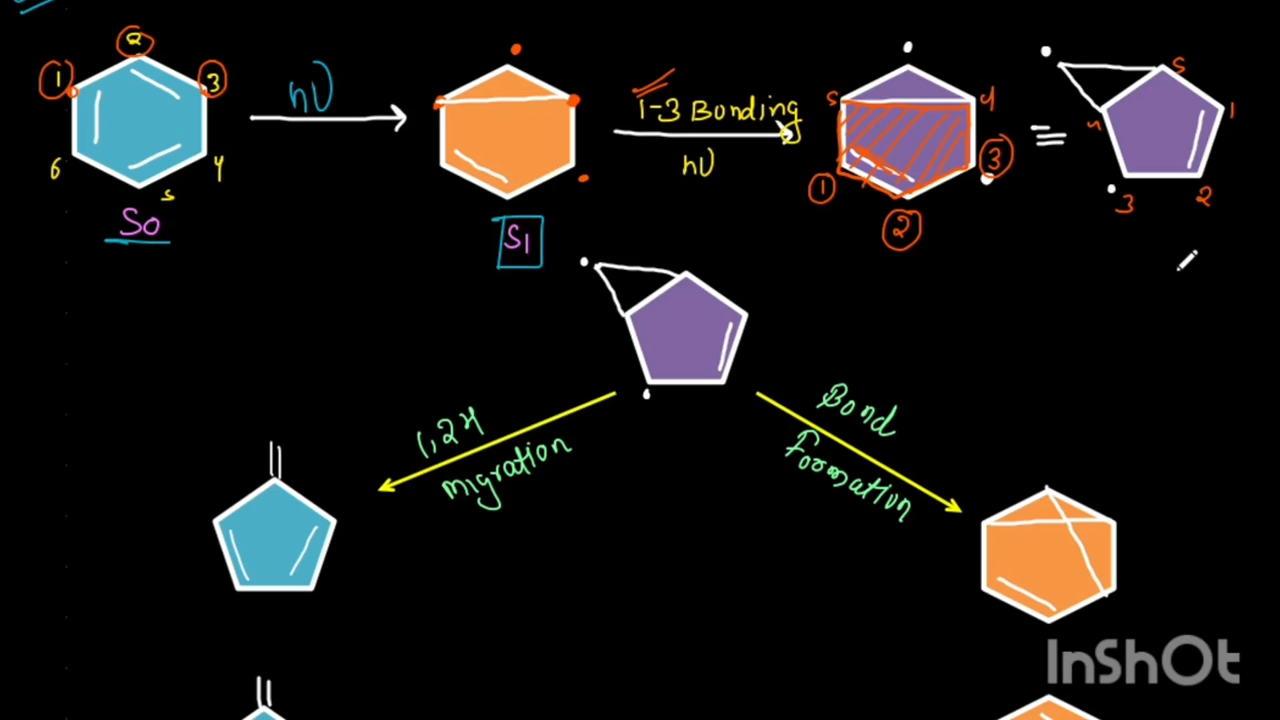 2
1
3
6
4
5
S0
hν
S1
1-3 Bonding
hν
5
4
3
1
2
=
5
4
1
3
2
1,2H
migration
Bond
Formation
InShOt